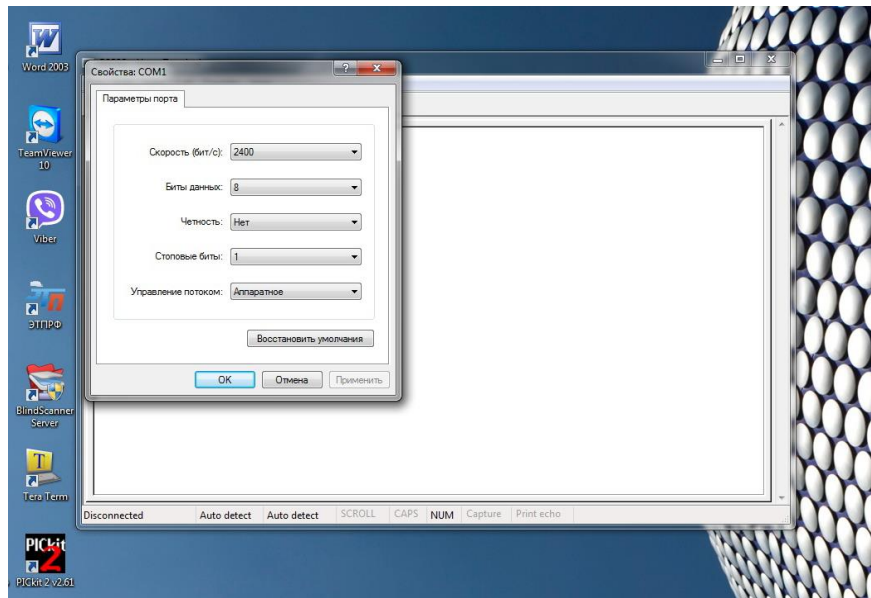 Word 2003
TeamViewer
10
Viber
ЭТПРФ
BlindScanner
Server
Tera Term
PICkit
2
PICkit 2 v2.61
Свойства: COM1
Параметры порта
Скорость (бит/с): 2400
Биты данных: 8
Четность: Нет
Стоповые биты: 1
Управление потоком: Аппаратное
Восстановить умолчания
OK Отмена Применить
Disconnected Auto detect Auto detect SCROLL CAPS NUM Capture Print echo